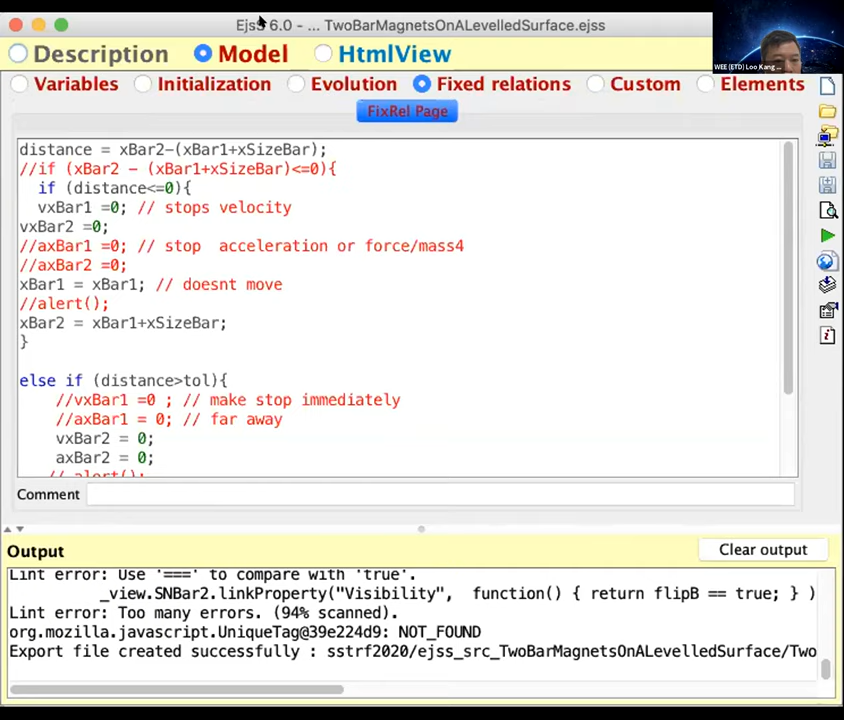 EjsS 6.0 - ... TwoBarMagnetsOnALevelledSurface.ejss
WEE (ETD) Loo Kang ...
Description Model HtmlView
Variables Initialization Evolution Fixed relations Custom Elements
FixRel Page
distance = xBar2-(xBar1+xSizeBar);
//if (xBar2 - (xBar1+xSizeBar)<=0){
if (distance<=0){
vxBar1 =0; // stops velocity
vxBar2 =0;
//axBar1 =0; // stop acceleration or force/mass4
//axBar2 =0;
xBar1 = xBar1; // doesnt move
//alert();
xBar2 = xBar1+xSizeBar;
}
else if (distance>tol){
//vxBar1 =0 ; // make stop immediately
//axBar1 = 0; // far away
vxBar2 = 0;
axBar2 = 0;
// alert();
Comment
Output Clear output
Lint error: Use '===' to compare with 'true'.
_view.SNBar2.linkProperty("Visibility", function() { return flipB == true; } )
Lint error: Too many errors. (94% scanned).
org.mozilla.javascript.UniqueTag@39e224d9: NOT_FOUND
Export file created successfully : sstrf2020/ejss_src_TwoBarMagnetsOnALevelledSurface/Two